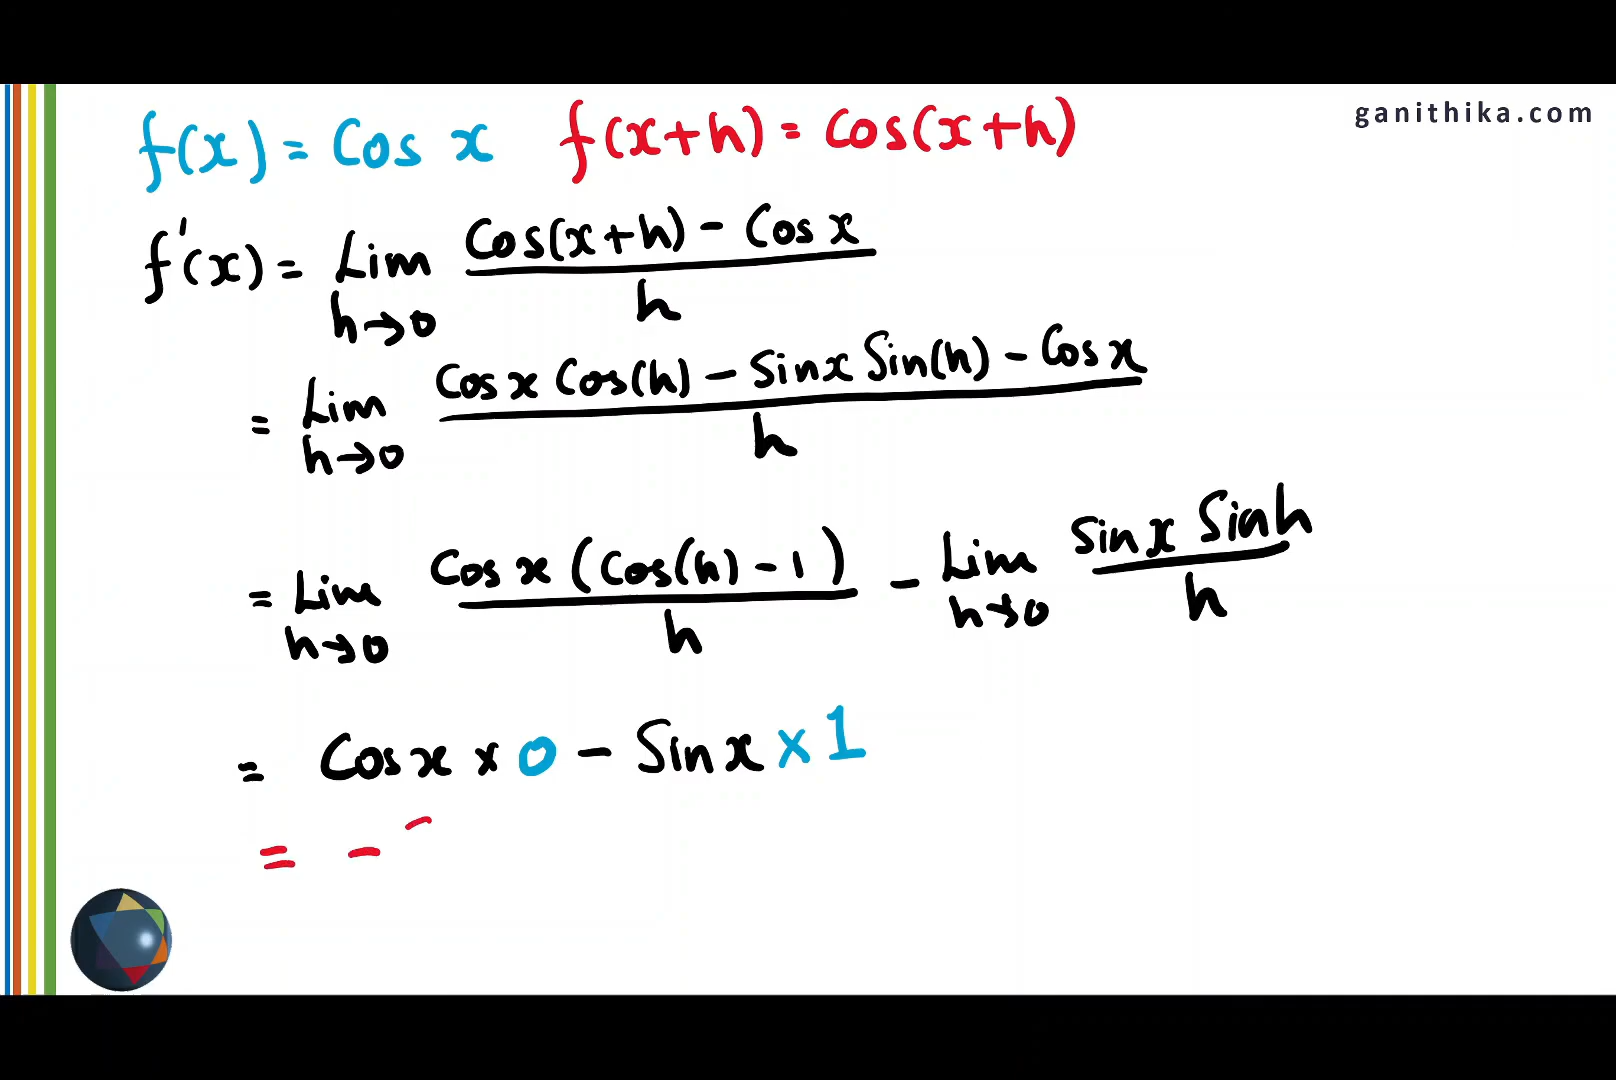 ganithika.com
f(x) = Cos x f(x+h) = cos(x+h)
f'(x) = Lim h→0 Cos(x+h) - Cos x / h
= Lim h→0 Cos x Cos(h) - Sin x Sin(h) - Cos x / h
= Lim h→0 Cos x (Cos(h) - 1) / h - Lim h→0 Sin x Sin h / h
= Cos x × 0 - Sin x × 1
= -